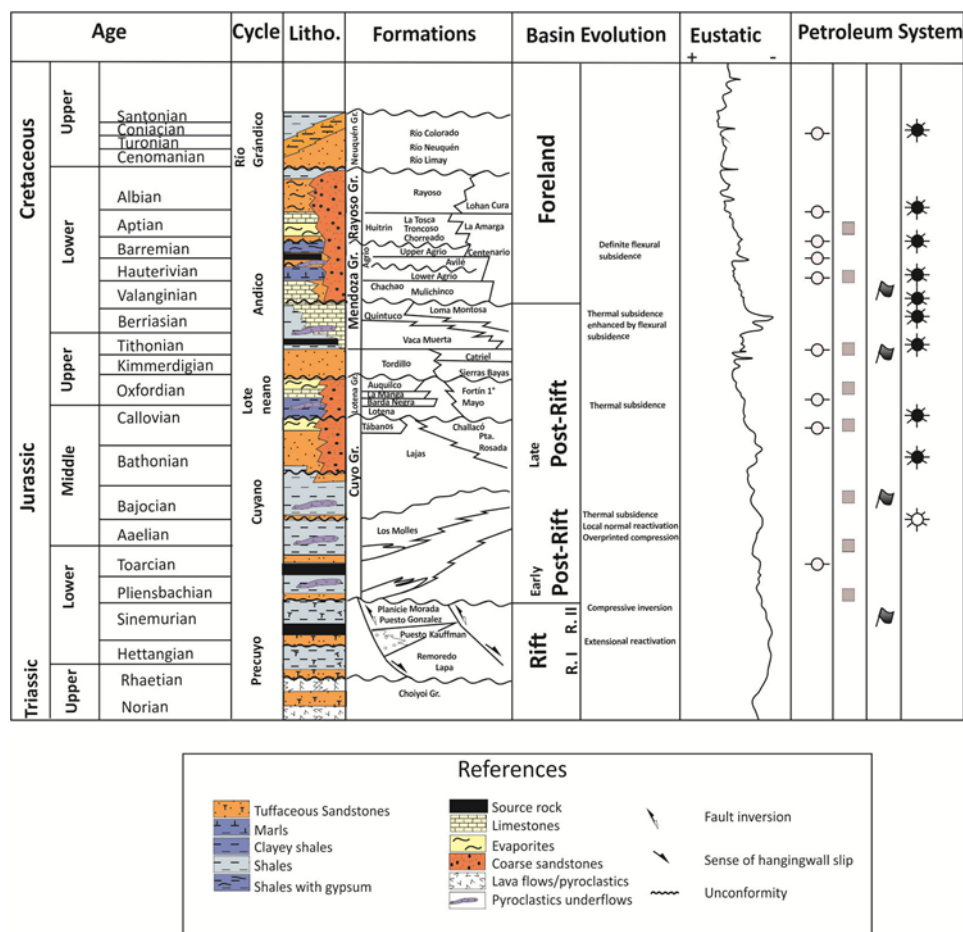 Age Cycle Litho. Formations Basin Evolution Eustatic Petroleum System
+ -
Cretaceous
Upper
Santonian
Coniaçian
Turonian
Cenomanian
Lower
Albian
Aptian
Barremian
Hauterivian
Valanginian
Berriasian
Jurassic
Upper
Tithonian
Kimmerdigian
Oxfordian
Middle
Callovian
Bathonian
Bajocian
Aaelian
Lower
Toarcian
Pliensbachian
Sinemurian
Hettangian
Triassic
Upper
Rhaetian
Norian
Río
Grándico
Andico
Lote
neano
Cuyano
Precuyo
Neuquén Gr.
Río Colorado
Río Neuquén
Río Limay
Rayoso Gr.
Rayoso
Lohan Cura
Huitrin
La Tosca
Troncoso
Chorreado
La Amarga
Mendoza Gr.
Agrio
Upper Agrio
Centenario
Avilé
Lower Agrio
Chachao
Mulichinco
Quintuco
Loma Montosa
Vaca Muerta
Tordillo
Catriel
Sierras Bayas
Lotena Gr.
Auquilco
La Manga
Barda Negra
Lotena
Fortín 1°
Mayo
Cuyo Gr.
Tábanos
Challacó
Pta.
Rosada
Lajas
Los Molles
Planicie Morada
Puesto Gonzalez
Puesto Kauffman
Remoredo
Lapa
Choiyoi Gr.
Foreland
Late
Post-Rift
Early
Post-Rift
Rift
R. I R. II
Definite flexural
subsidence
Thermal subsidence
enhanced by flexural
subsidence
Thermal subsidence
Thermal subsidence
Local normal reactivation
Overprinted compression
Compressive inversion
Extensional reactivation
References
Tuffaceous Sandstones
Marls
Clayey shales
Shales
Shales with gypsum
Source rock
Limestones
Evaporites
Coarse sandstones
Lava flows/pyroclastics
Pyroclastics underflows
Fault inversion
Sense of hangingwall slip
Unconformity